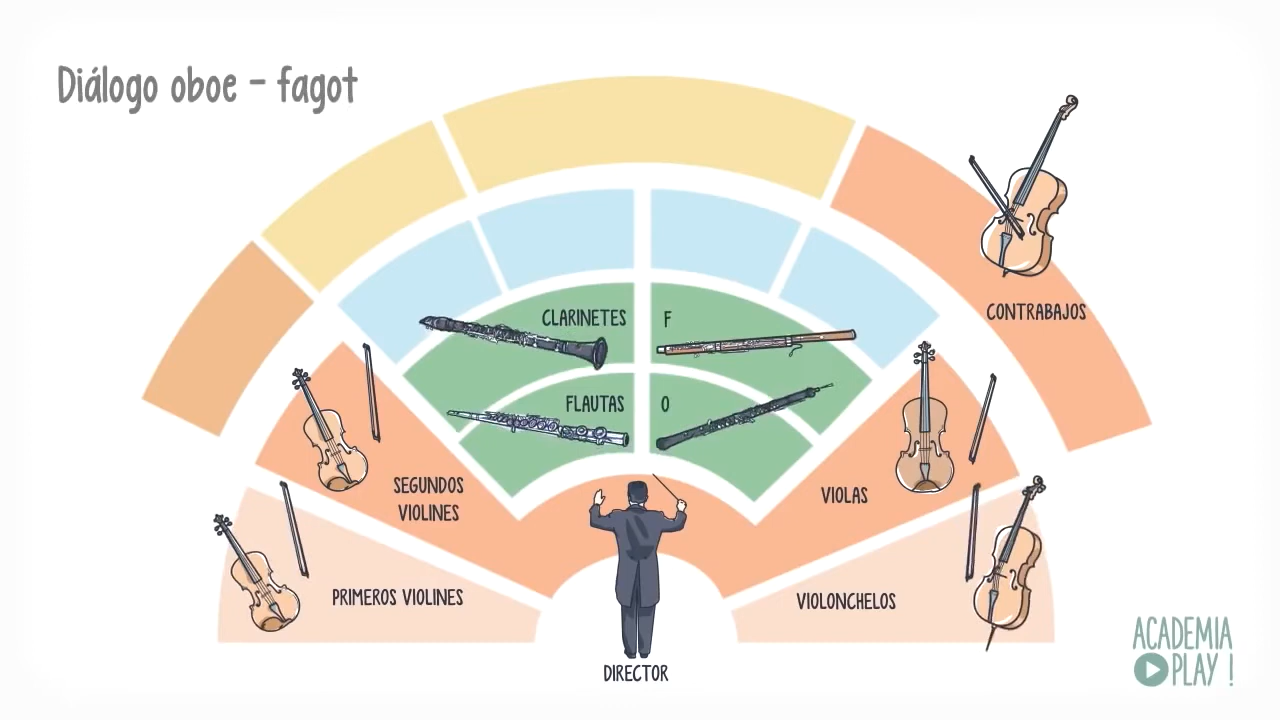 Diálogo oboe - fagot
CLARINETES
F
FLAUTAS
O
CONTRABAJOS
SEGUNDOS
VIOLINES
VIOLAS
PRIMEROS VIOLINES
VIOLONCHELOS
DIRECTOR
ACADEMIA
PLAY !